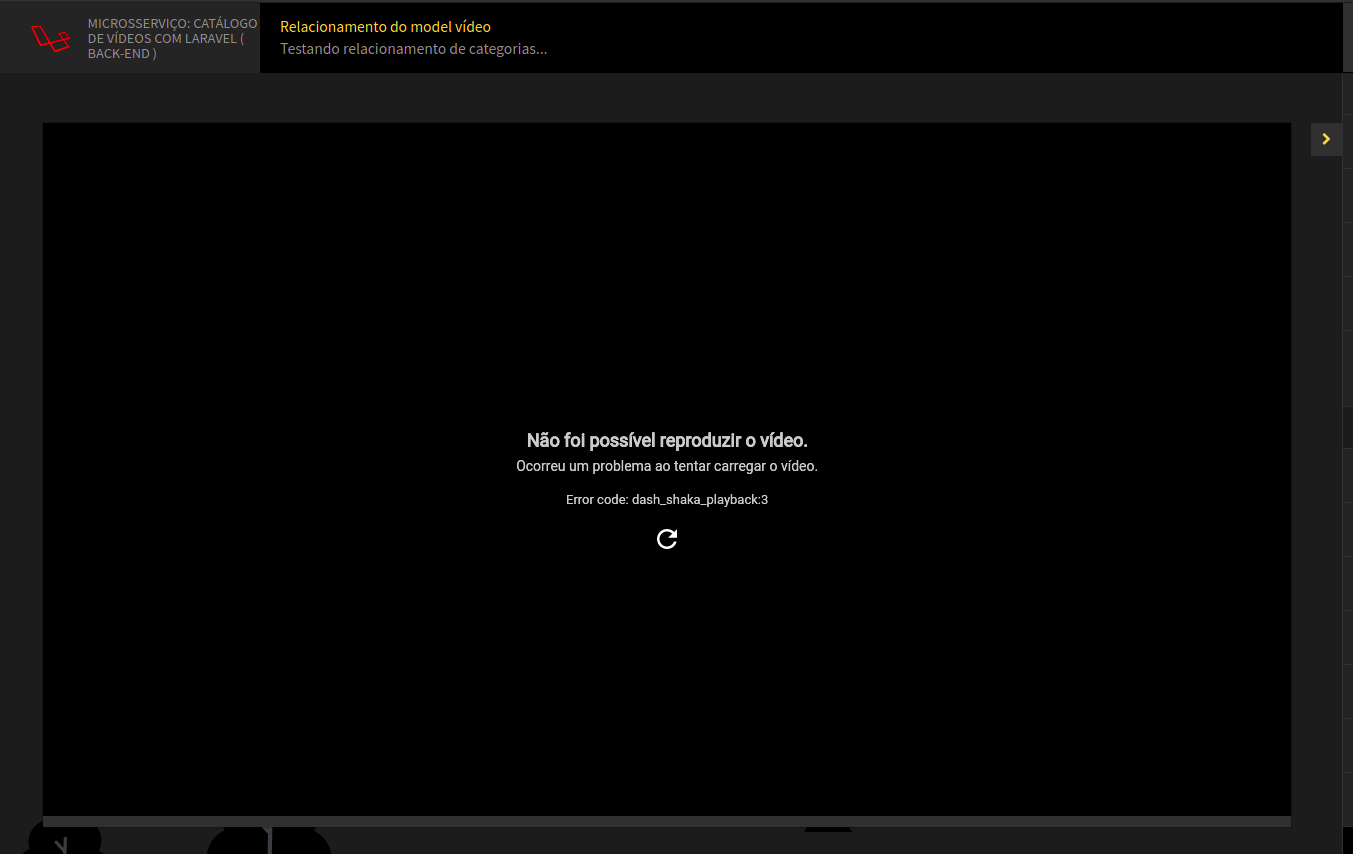 MICROSSERVIÇO: CATÁLOGO
DE VÍDEOS COM LARAVEL (
BACK-END )
Relacionamento do model vídeo
Testando relacionamento de categorias...
Não foi possível reproduzir o vídeo.
Ocorreu um problema ao tentar carregar o vídeo.
Error code: dash_shaka_playback:3